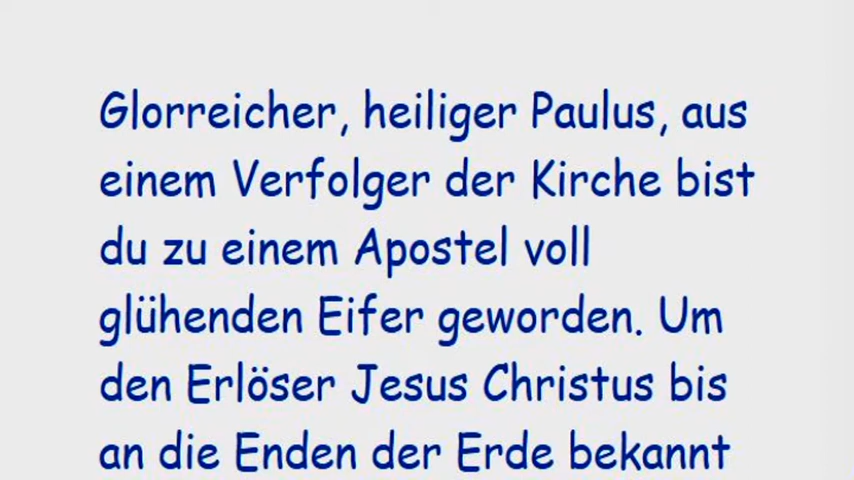 Glorreicher, heiliger Paulus, aus
einem Verfolger der Kirche bist
du zu einem Apostel voll
glühenden Eifer geworden. Um
den Erlöser Jesus Christus bis
an die Enden der Erde bekannt